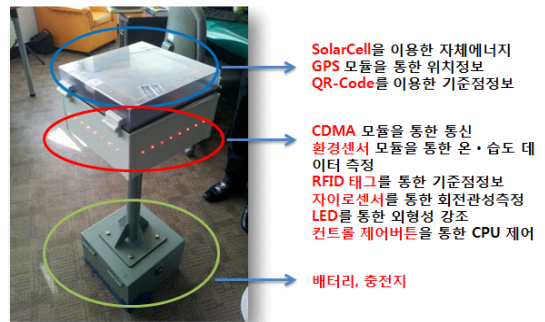 SolarCell을 이용한 자체에너지
GPS 모듈을 통한 위치정보
QR-Code를 이용한 기준점정보
CDMA 모듈을 통한 통신
환경센서 모듈을 통한 온·습도 데
이터 측정
RFID 태그를 통한 기준점정보
자이로센서를 통한 회전관성측정
LED를 통한 외형성 강조
컨트롤 제어버튼을 통한 CPU 제어
배터리, 충전지